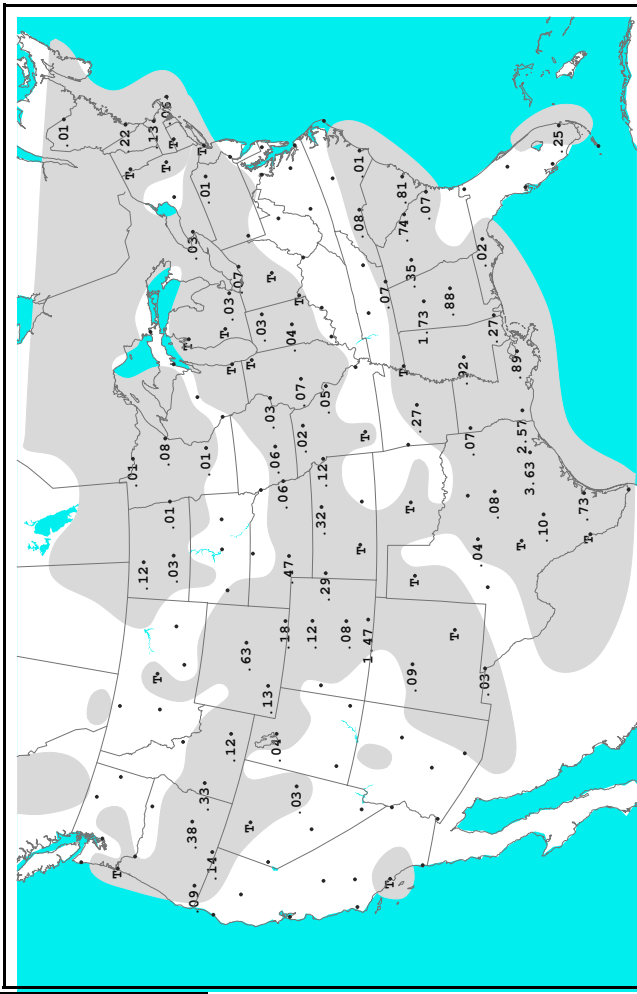 .01
T
.22
T
.01
.12
.13
T
.08
.06
T
.01
T
.03
T
.38
.03
.09
T
.33
.01
.01
.14
T
.03
.12
T
.07
.63
T
T
.03
.13
.03
T
.06
.04
.06
.18
.47
.04
.03
T
.07
.02
.12
.32
.12
.29
.05
.08
.08
.01
T
T
1.47
.07
T
T
.81
.74
T
.35
.09
T
.27
1.73
.07
.88
T
.07
.04
.02
.03
.27
.08
.89
T
2.57
3.63
.10
.25
.73
T